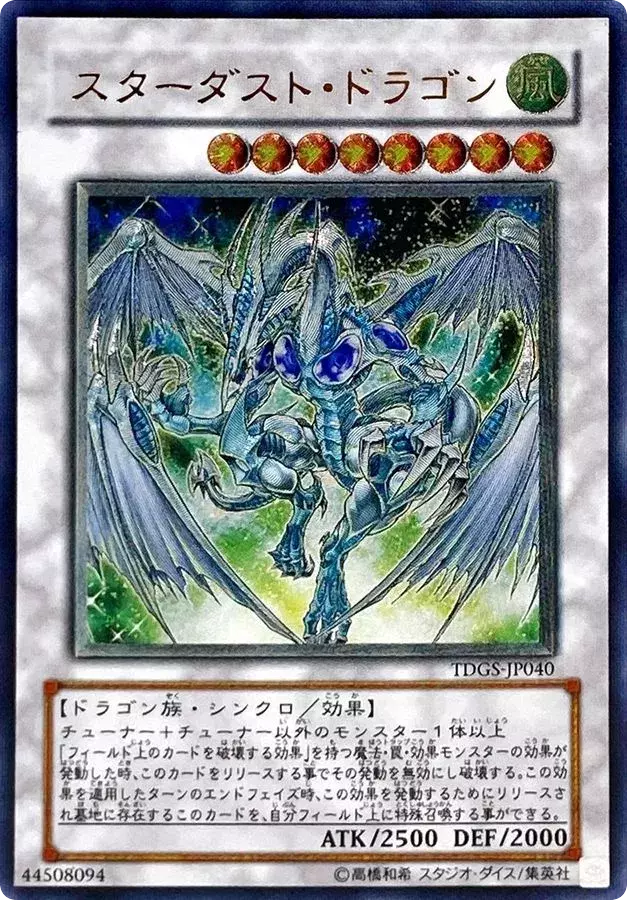 スターダスト・ドラゴン
TDGS-JP040
【ドラゴン族・シンクロ／効果】
チューナー＋チューナー以外のモンスター１体以上
「フィールド上のカードを破壊する効果」を持つ魔法・罠・効果モンスターの効果が
発動した時、このカードをリリースする事でその発動を無効にし破壊する。この効
果を適用したターンのエンドフェイズ時、この効果を発動するためにリリースさ
れ墓地に存在するこのカードを、自分フィールド上に特殊召喚する事ができる。
ATK/2500 DEF/2000
44508094
©高橋和希 スタジオ・ダイス/集英社